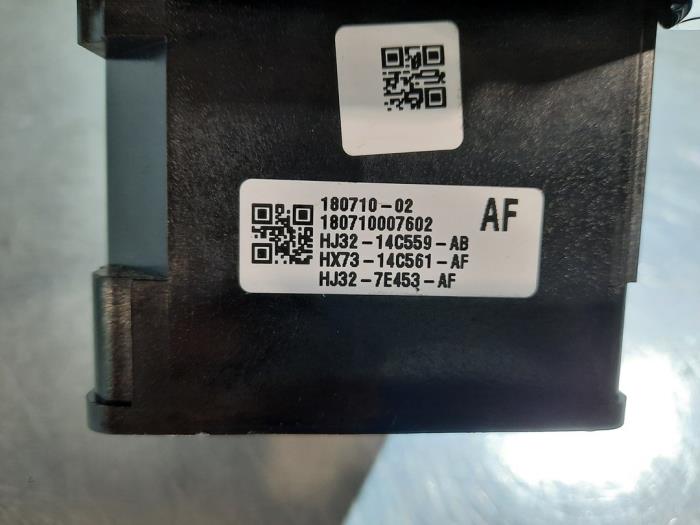 180710-02
AF
180710007602
HJ32-14C559-AB
HX73-14C561-AF
HJ32-7E453-AF